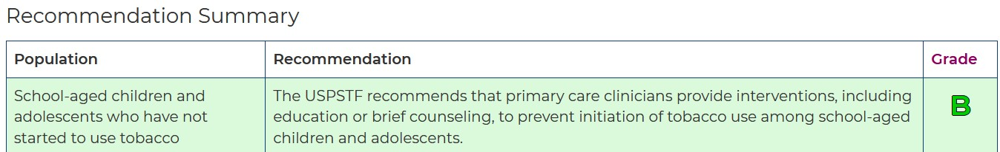 Recommendation Summary
Population Recommendation Grade
School-aged children and adolescents who have not started to use tobacco
The USPSTF recommends that primary care clinicians provide interventions, including education or brief counseling, to prevent initiation of tobacco use among school-aged children and adolescents.
B